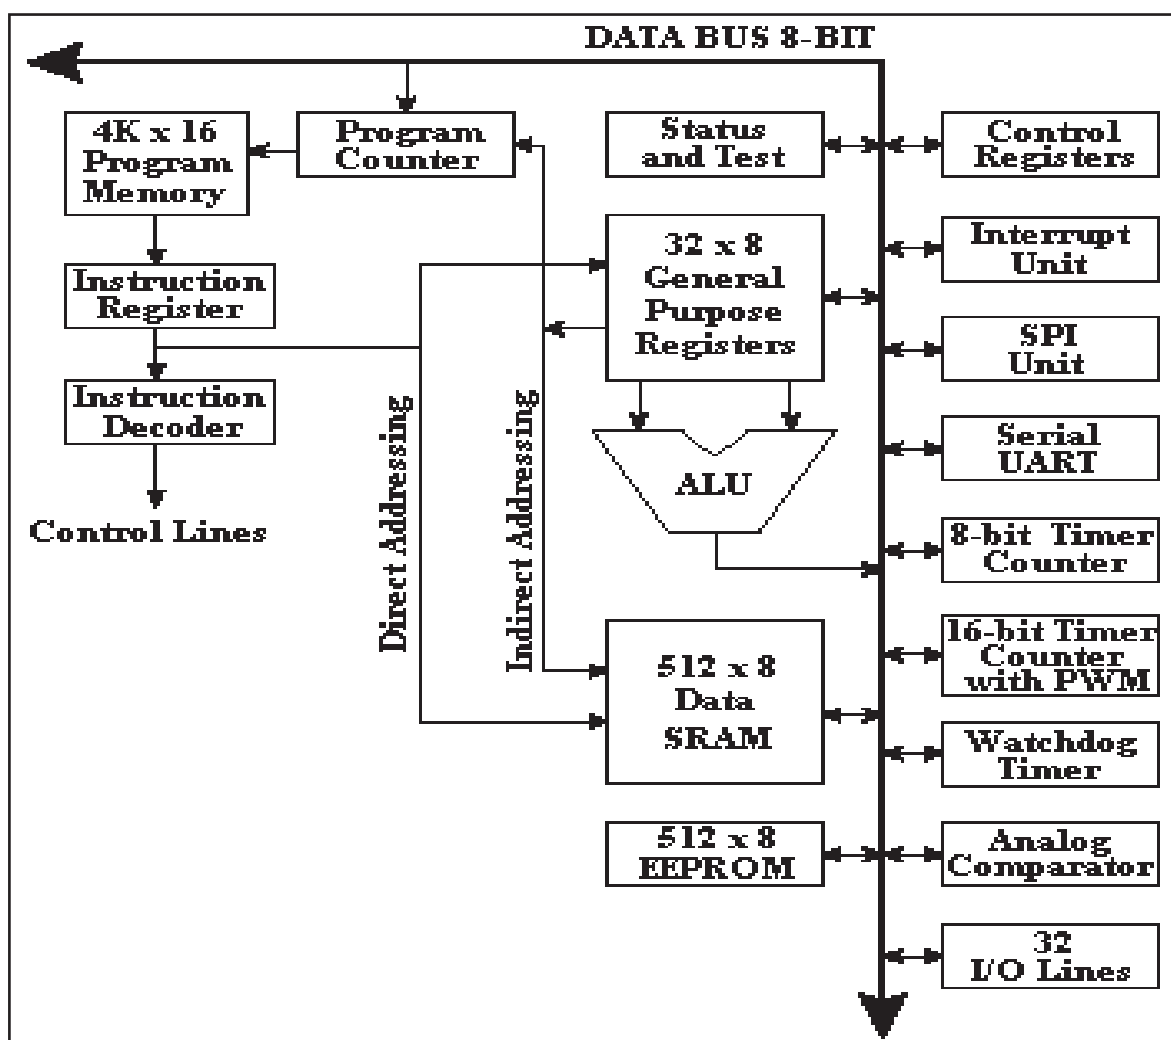 DATA BUS 8-BIT
4K x 16
Program
Memory
Program
Counter
Status
and Test
Control
Registers
32 x 8
General
Purpose
Registers
Interrupt
Unit
Instruction
Register
SPI
Unit
Instruction
Decoder
Serial
UART
ALU
Control Lines
Direct Addressing
Indirect Addressing
8-bit Timer
Counter
16-bit Timer
Counter
with PWM
512 x 8
Data
SRAM
Watchdog
Timer
512 x 8
EEPROM
Analog
Comparator
32
I/O Lines